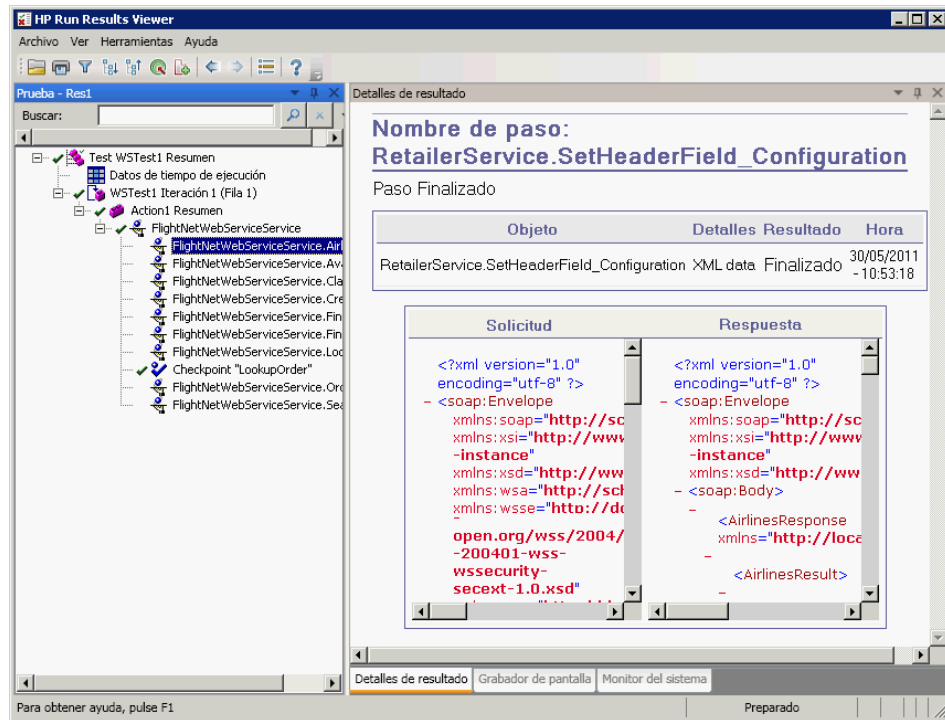 HP Run Results Viewer
Archivo Ver Herramientas Ayuda
Prueba - Res1
Buscar:
Test WSTest1 Resumen
Datos de tiempo de ejecución
WSTest1 Iteración 1 (Fila 1)
Action1 Resumen
FlightNetWebServiceService
FlightNetWebServiceService.Airl
FlightNetWebServiceService.Ava
FlightNetWebServiceService.Cla
FlightNetWebServiceService.Cre
FlightNetWebServiceService.Fin
FlightNetWebServiceService.Fin
FlightNetWebServiceService.Loo
Checkpoint "LookupOrder"
FlightNetWebServiceService.Ord
FlightNetWebServiceService.Sea
Detalles de resultado
Nombre de paso:
RetailerService.SetHeaderField_Configuration
Paso Finalizado
Objeto Detalles Resultado Hora
RetailerService.SetHeaderField_Configuration XML data Finalizado 30/05/2011
- 10:53:18
Solicitud
<?xml version="1.0"
encoding="utf-8" ?>
- <soap:Envelope
xmlns:soap="http://sc
xmlns:xsi="http://www
-instance"
xmlns:xsd="http://ww
xmlns:wsa="http://sch
xmlns:wsse="http://do
open.org/wss/2004/
-200401-wss-
wssecurity-
secext-1.0.xsd"
Respuesta
<?xml version="1.0"
encoding="utf-8" ?>
- <soap:Envelope
xmlns:soap="http://sc
xmlns:xsi="http://www
-instance"
xmlns:xsd="http://ww
- <soap:Body>
-
<AirlinesResponse
xmlns="http://loca
-
<AirlinesResult>
-
Detalles de resultado Grabador de pantalla Monitor del sistema
Para obtener ayuda, pulse F1
Preparado